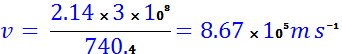 v = 2.14 × 3 × 10⁸ / 740.4 = 8.67 × 10⁵ m s⁻¹